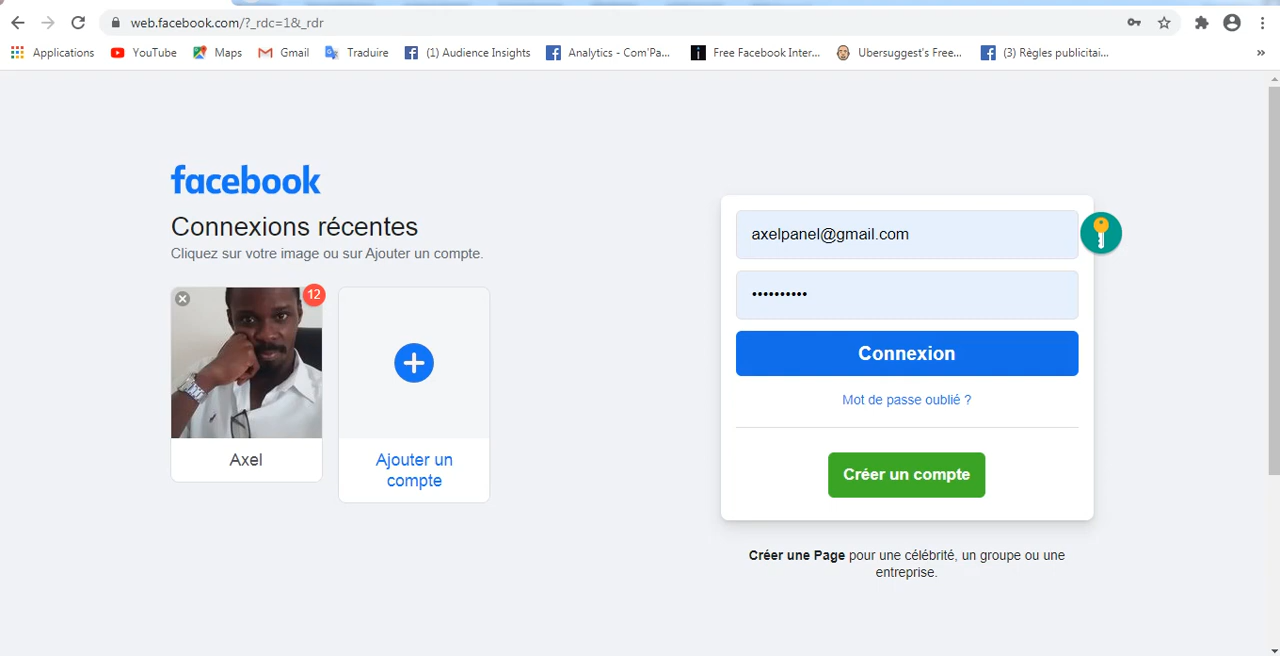 web.facebook.com/?_rdc=1&_rdr
Applications
YouTube
Maps
Gmail
Traduire
(1) Audience Insights
Analytics - Com'Pa...
Free Facebook Inter...
Ubersuggest's Free...
(3) Règles publicitai...
»
facebook
Connexions récentes
Cliquez sur votre image ou sur Ajouter un compte.
12
Axel
Ajouter un
compte
axelpanel@gmail.com
••••••••••
Connexion
Mot de passe oublié ?
Créer un compte
Créer une Page pour une célébrité, un groupe ou une
entreprise.